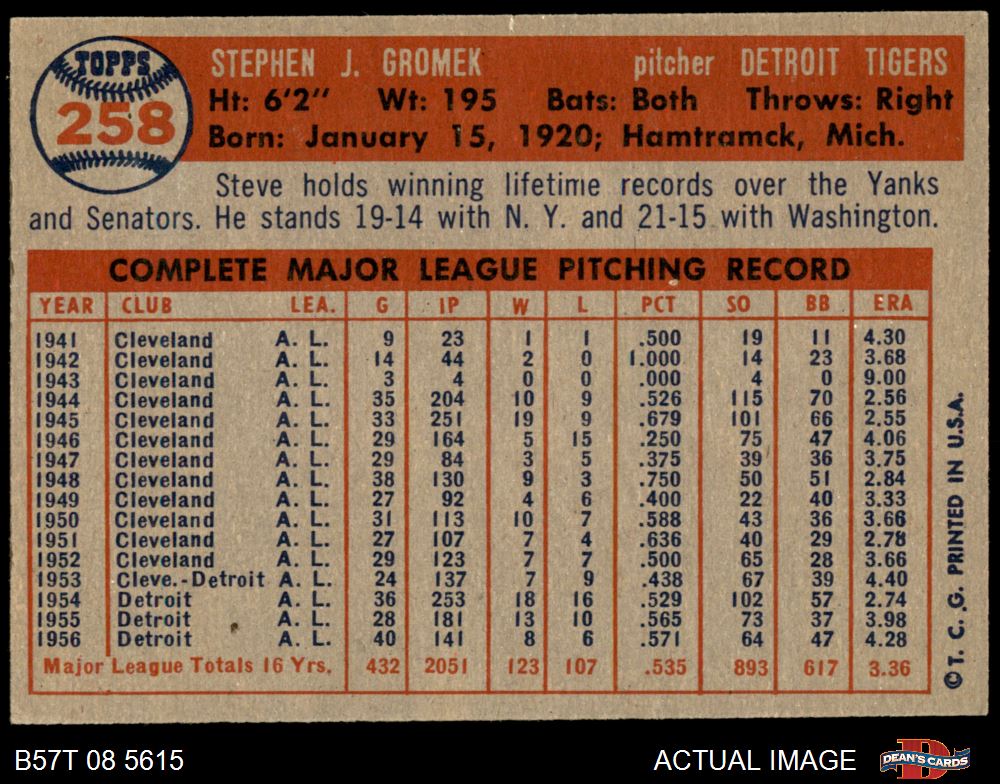 TOPPS
258
STEPHEN J. GROMEK pitcher DETROIT TIGERS
Ht: 6'2" Wt: 195 Bats: Both Throws: Right
Born: January 15, 1920; Hamtramck, Mich.
Steve holds winning lifetime records over the Yanks
and Senators. He stands 19-14 with N. Y. and 21-15 with Washington.
COMPLETE MAJOR LEAGUE PITCHING RECORD
YEAR CLUB LEA. G IP W L PCT SO BB ERA
1941 Cleveland A. L. 9 23 1 1 .500 19 11 4.30
1942 Cleveland A. L. 14 44 2 0 1.000 14 23 3.68
1943 Cleveland A. L. 3 4 0 0 .000 4 0 9.00
1944 Cleveland A. L. 35 204 10 9 .526 115 70 2.56
1945 Cleveland A. L. 33 251 19 9 .679 101 66 2.55
1946 Cleveland A. L. 29 164 5 15 .250 75 47 4.06
1947 Cleveland A. L. 29 84 3 5 .375 39 36 3.75
1948 Cleveland A. L. 38 130 9 3 .750 50 51 2.84
1949 Cleveland A. L. 27 92 4 6 .400 22 40 3.33
1950 Cleveland A. L. 31 113 10 7 .588 43 36 3.66
1951 Cleveland A. L. 27 107 7 4 .636 40 29 2.78
1952 Cleveland A. L. 29 123 7 7 .500 65 28 3.66
1953 Cleve.-Detroit A. L. 24 137 7 9 .438 67 39 4.40
1954 Detroit A. L. 36 253 18 16 .529 102 57 2.74
1955 Detroit A. L. 28 181 13 10 .565 73 37 3.98
1956 Detroit A. L. 40 141 8 6 .571 64 47 4.28
Major League Totals 16 Yrs. 432 2051 123 107 .535 893 617 3.36
©T. C. G. PRINTED IN U.S.A.
B57T 08 5615 ACTUAL IMAGE
D
DEAN'S CARDS